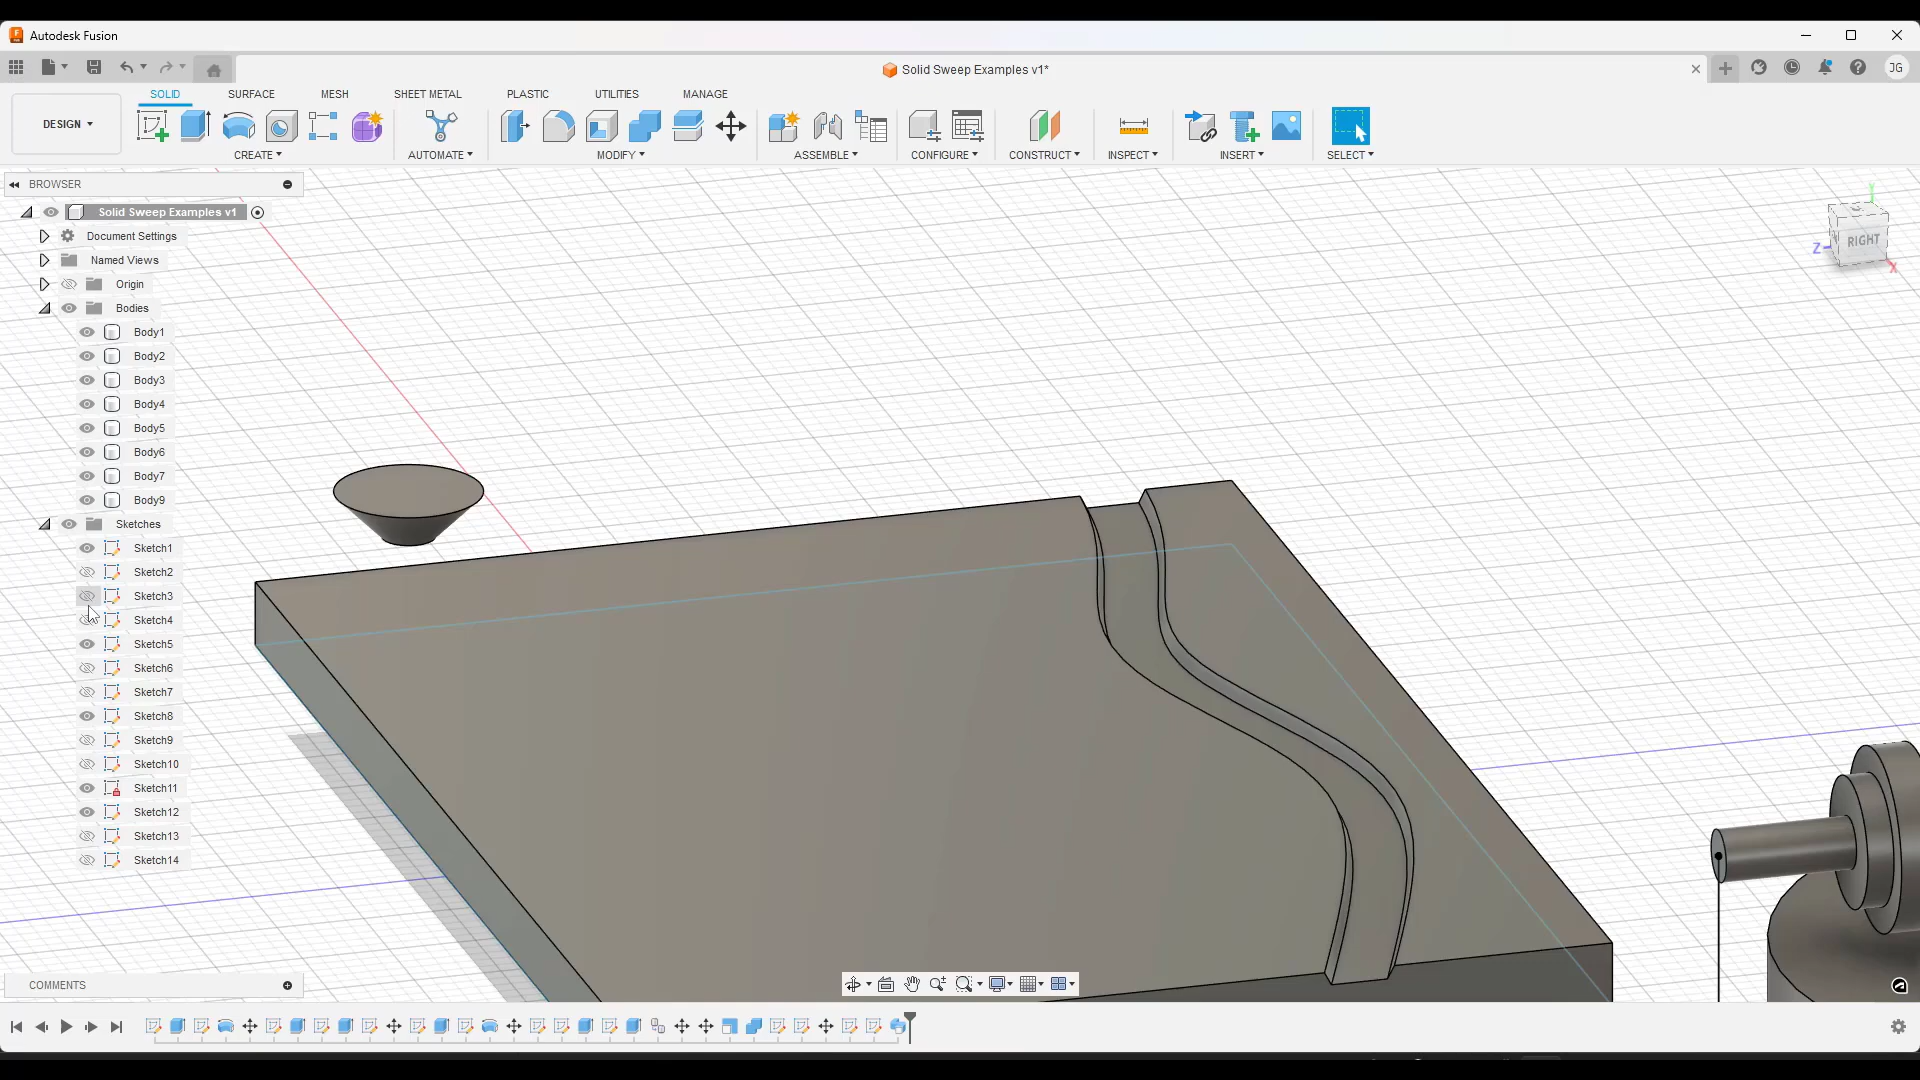 Autodesk Fusion
Solid Sweep Examples v1*
JG
DESIGN
SOLID SURFACE MESH SHEET METAL PLASTIC UTILITIES MANAGE
CREATE AUTOMATE MODIFY ASSEMBLE CONFIGURE CONSTRUCT INSPECT INSERT SELECT
BROWSER
Solid Sweep Examples v1
Document Settings
Named Views
Origin
Bodies
Body1
Body2
Body3
Body4
Body5
Body6
Body7
Body9
Sketches
Sketch1
Sketch2
Sketch3
Sketch4
Sketch5
Sketch6
Sketch7
Sketch8
Sketch9
Sketch10
Sketch11
Sketch12
Sketch13
Sketch14
Y
Z
RIGHT
X
COMMENTS